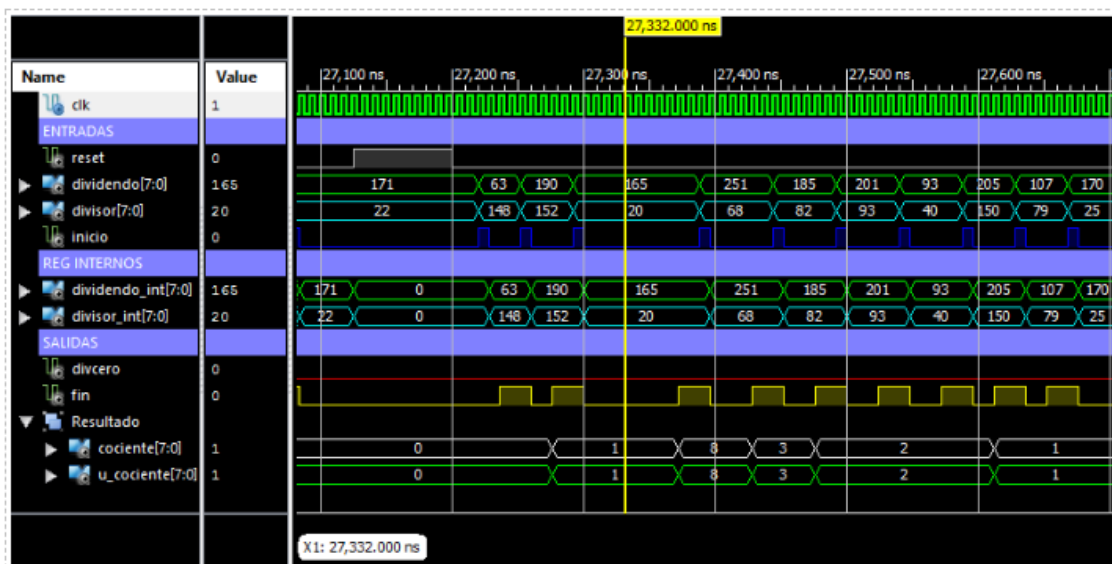 27,332.000 ns
Name Value 27,100 ns 27,200 ns 27,300 ns 27,400 ns 27,500 ns 27,600 ns
clk 1
ENTRADAS
reset 0
dividendo[7:0] 165 171 63 190 165 251 185 201 93 205 107 170
divisor[7:0] 20 22 148 152 20 68 82 93 40 150 79 25
inicio 0
REG INTERNOS
dividendo_int[7:0] 165 171 0 63 190 165 251 185 201 93 205 107 170
divisor_int[7:0] 20 22 0 148 152 20 68 82 93 40 150 79 25
SALIDAS
divcero 0
fin 0
Resultado
cociente[7:0] 1 0 1 8 3 2 1
u_cociente[7:0] 1 0 1 8 3 2 1
X1: 27,332.000 ns